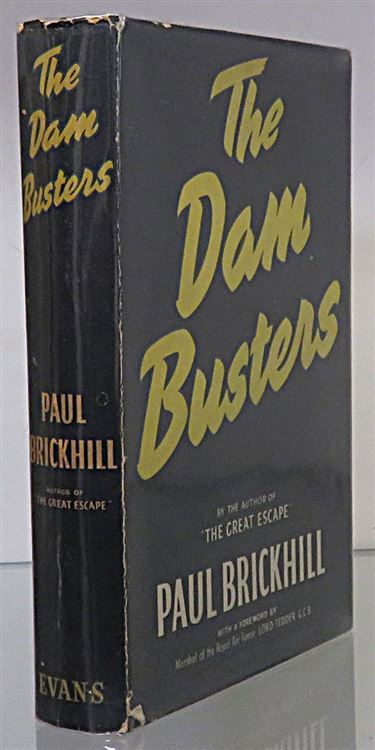 The
Dam
Busters
PAUL
BRICKHILL
AUTHOR OF
"THE GREAT ESCAPE"
EVANS
The
Dam
Busters
BY THE AUTHOR OF
"THE GREAT ESCAPE"
PAUL BRICKHILL
WITH A FOREWORD BY
Marshal of the Royal Air Force LORD TEDDER, G.C.B.